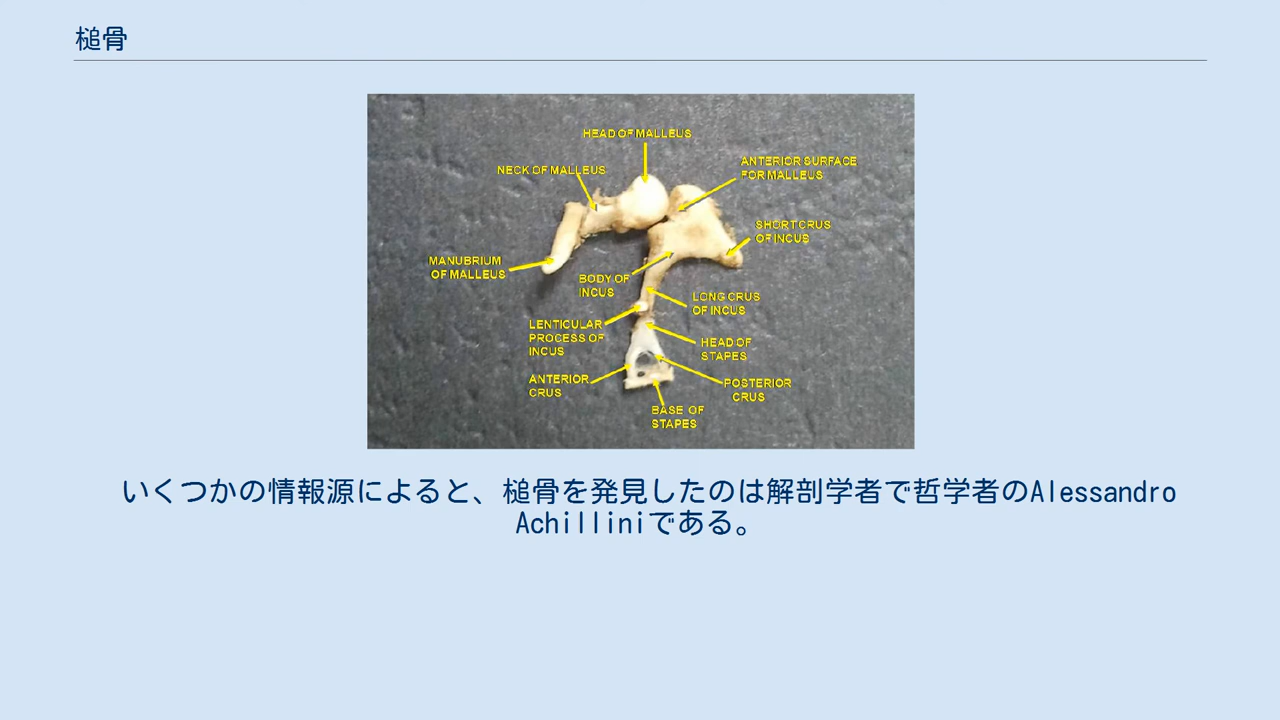 槌骨
HEAD OF MALLEUS
NECK OF MALLEUS
ANTERIOR SURFACE
FOR MALLEUS
SHORT CRUS
OF INCUS
MANUBRIUM
OF MALLEUS
BODY OF
INCUS
LONG CRUS
OF INCUS
LENTICULAR
PROCESS OF
INCUS
HEAD OF
STAPES
ANTERIOR
CRUS
POSTERIOR
CRUS
BASE OF
STAPES
いくつかの情報源によると、槌骨を発見したのは解剖学者で哲学者のAlessandro
Achilliniである。